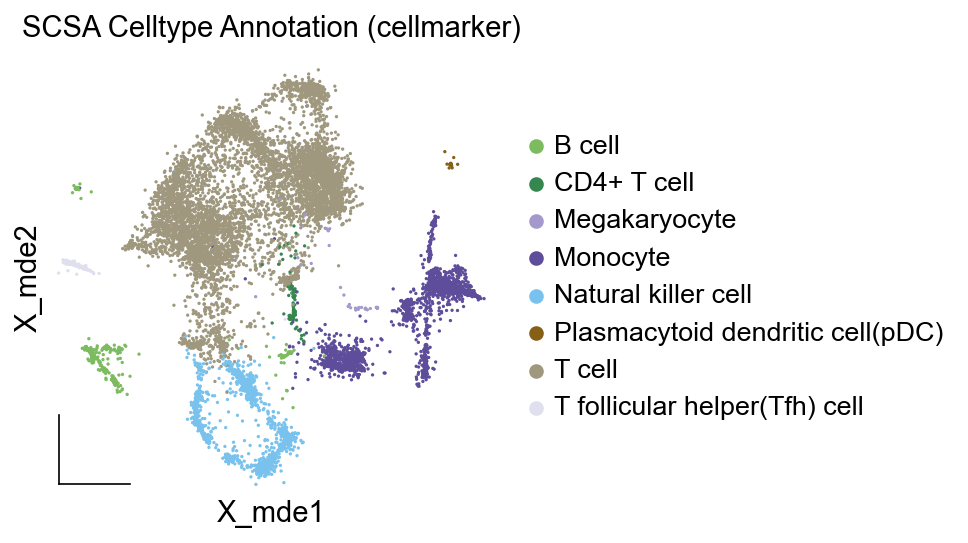 SCSA Celltype Annotation (cellmarker)
B cell
CD4+ T cell
Megakaryocyte
Monocyte
Natural killer cell
Plasmacytoid dendritic cell(pDC)
T cell
T follicular helper(Tfh) cell
X_mde2
X_mde1